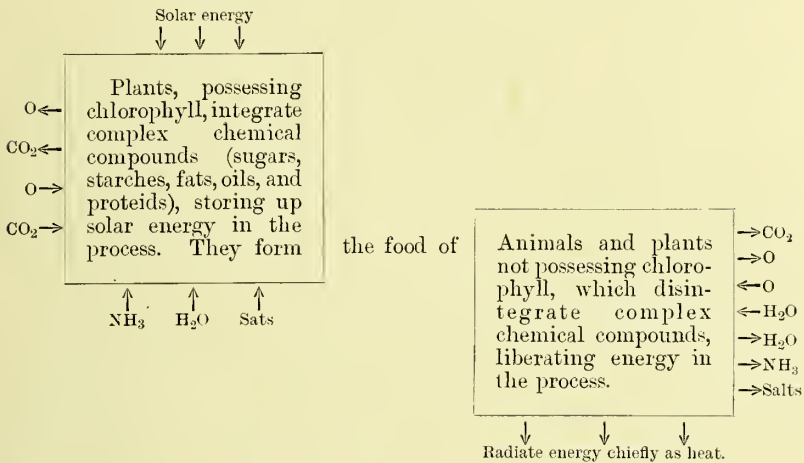 Solar energy
Plants, possessing
chlorophyll, integrate
complex chemical
compounds (sugars,
starches, fats, oils, and
proteids), storing up
solar energy in the
process. They form
O
CO₂
O
CO₂
NH₃ H₂O Sats
the food of
Animals and plants
not possessing chloro-
phyll, which disin-
tegrate complex
chemical compounds,
liberating energy in
the process.
CO₂
O
O
H₂O
H₂O
NH₃
Salts
Radiate energy chiefly as heat.